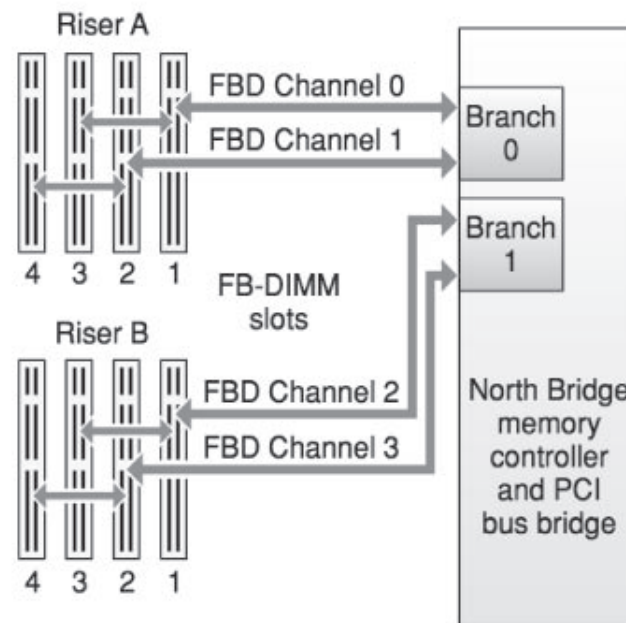 Riser A
FBD Channel 0
FBD Channel 1
Branch
0
Branch
1
4 3 2 1
FB-DIMM
slots
Riser B
FBD Channel 2
FBD Channel 3
4 3 2 1
North Bridge
memory
controller
and PCI
bus bridge